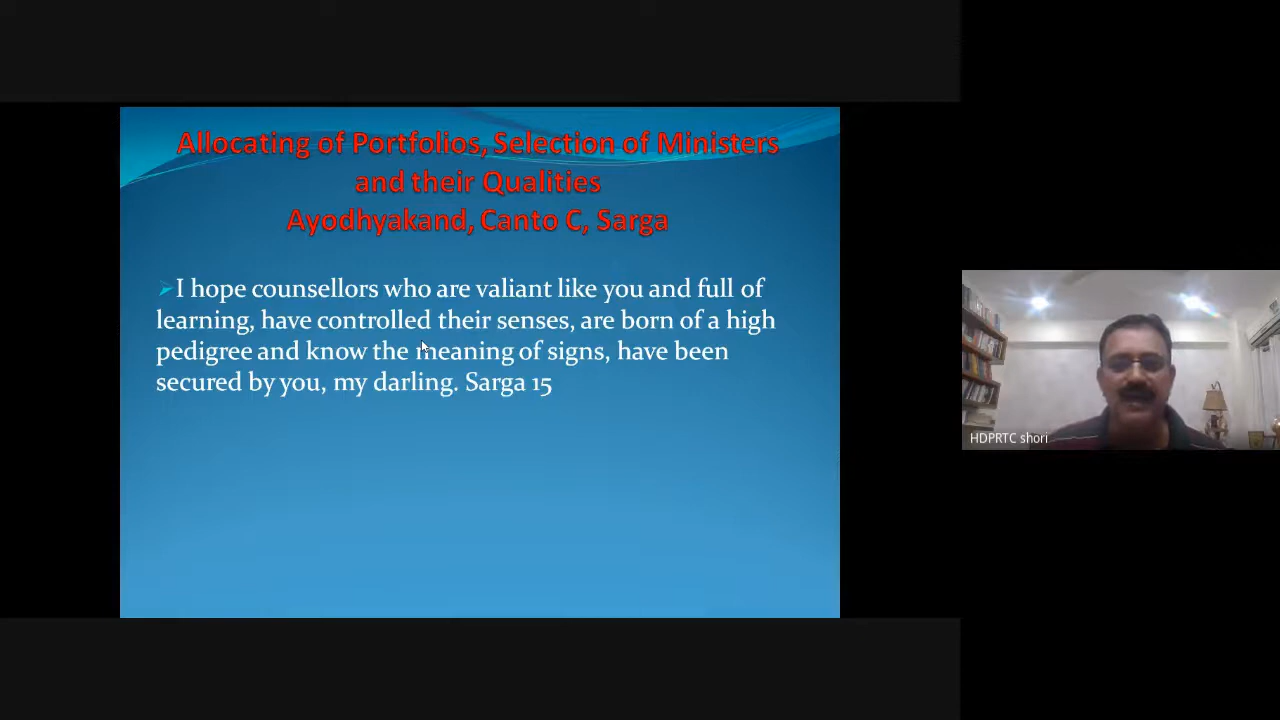 Allocating of Portfolios, Selection of Ministers
and their Qualities
Ayodhyakand, Canto C, Sarga
➢I hope counsellors who are valiant like you and full of
learning, have controlled their senses, are born of a high
pedigree and know the meaning of signs, have been
secured by you, my darling. Sarga 15
HDPRTC shori